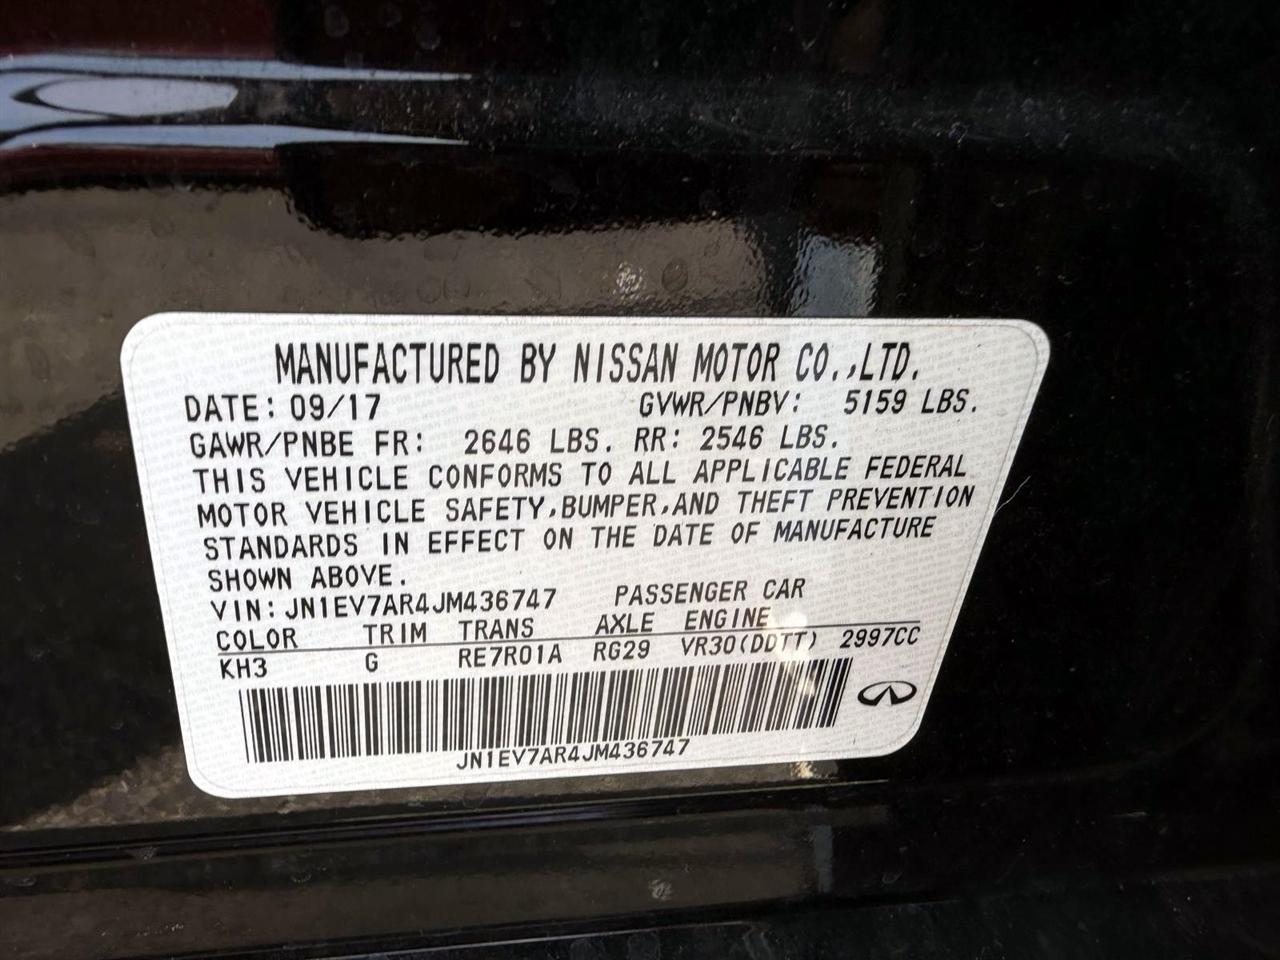 MANUFACTURED BY NISSAN MOTOR CO.,LTD.
DATE: 09/17 GVWR/PNBV: 5159 LBS.
GAWR/PNBE FR: 2646 LBS. RR: 2546 LBS.
THIS VEHICLE CONFORMS TO ALL APPLICABLE FEDERAL
MOTOR VEHICLE SAFETY,BUMPER,AND THEFT PREVENTION
STANDARDS IN EFFECT ON THE DATE OF MANUFACTURE
SHOWN ABOVE.
VIN: JN1EV7AR4JM436747 PASSENGER CAR
COLOR TRIM TRANS AXLE ENGINE
KH3 G RE7R01A RG29 VR30(DDTT) 2997CC
JN1EV7AR4JM436747